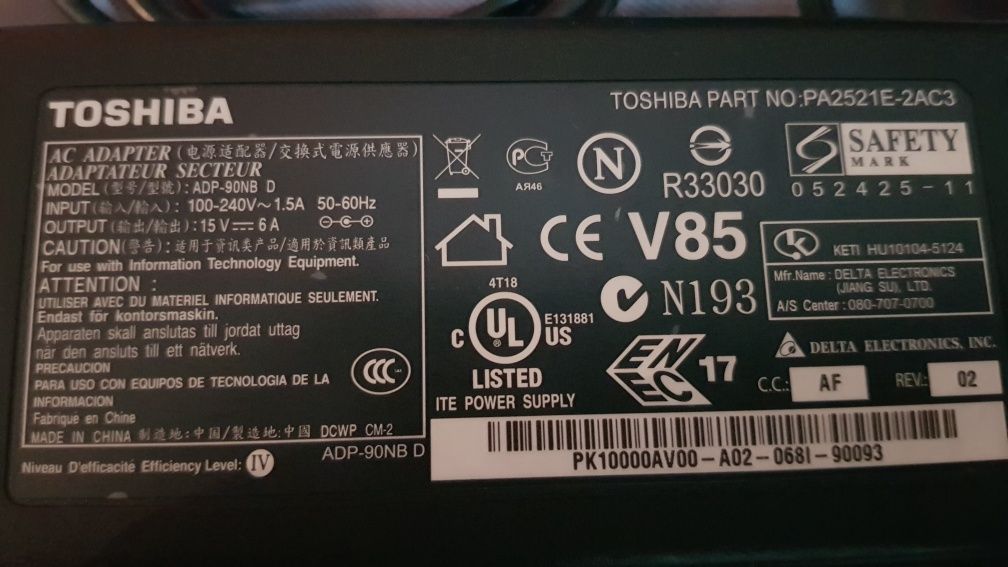 TOSHIBA
TOSHIBA PART NO:PA2521E-2AC3
AC ADAPTER (电源适配器/交換式電源供應器)
ADAPTATEUR SECTEUR
MODEL (型号/型號): ADP-90NB D
INPUT(输入/輸入): 100-240V~1.5A 50-60Hz
OUTPUT(输出/輸出):15V⎓6A
CAUTION(警告): 适用于资讯类产品/適用於資訊類產品
For use with Information Technology Equipment.
ATTENTION :
UTILISER AVEC DU MATERIEL INFORMATIQUE SEULEMENT.
Endast för kontorsmaskin.
Apparaten skall anslutas till jordat uttag
når den ansluts till ett nätverk.
PRECAUCION
PARA USO CON EQUIPOS DE TECNOLOGIA DE LA
INFORMACION
Fabriqué en Chine
MADE IN CHINA 制造地:中国/製造地:中國 DCWP CM-2
CCC
ADP-90NB D
Niveau D'efficacité Efficiency Level: IV
PCT
АЯ46
N
R33030
S
SAFETY
MARK
052425-11
CE
V85
K
KETI HU10104-5124
Mfr.Name : DELTA ELECTRONICS
(JIANG SU), LTD.
A/S Center : 080-707-0700
4T18
C UL ® US
E131881
LISTED
ITE POWER SUPPLY
N193
ENEC 17
DELTA ELECTRONICS, INC.
C.C.: AF
REV.: 02
PK10000AV00-A02-068I-90093